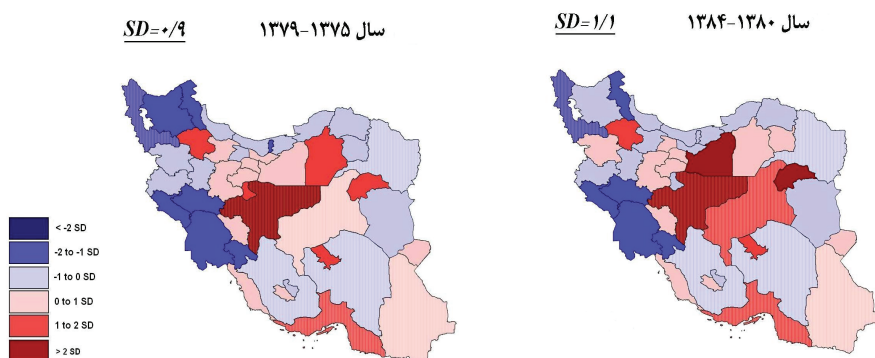 سال ۱۳۷۵-۱۳۷۹
SD=۰/۹
سال ۱۳۸۰-۱۳۸۴
SD=۱/۱
< -2 SD
-2 to -1 SD
-1 to 0 SD
0 to 1 SD
1 to 2 SD
> 2 SD